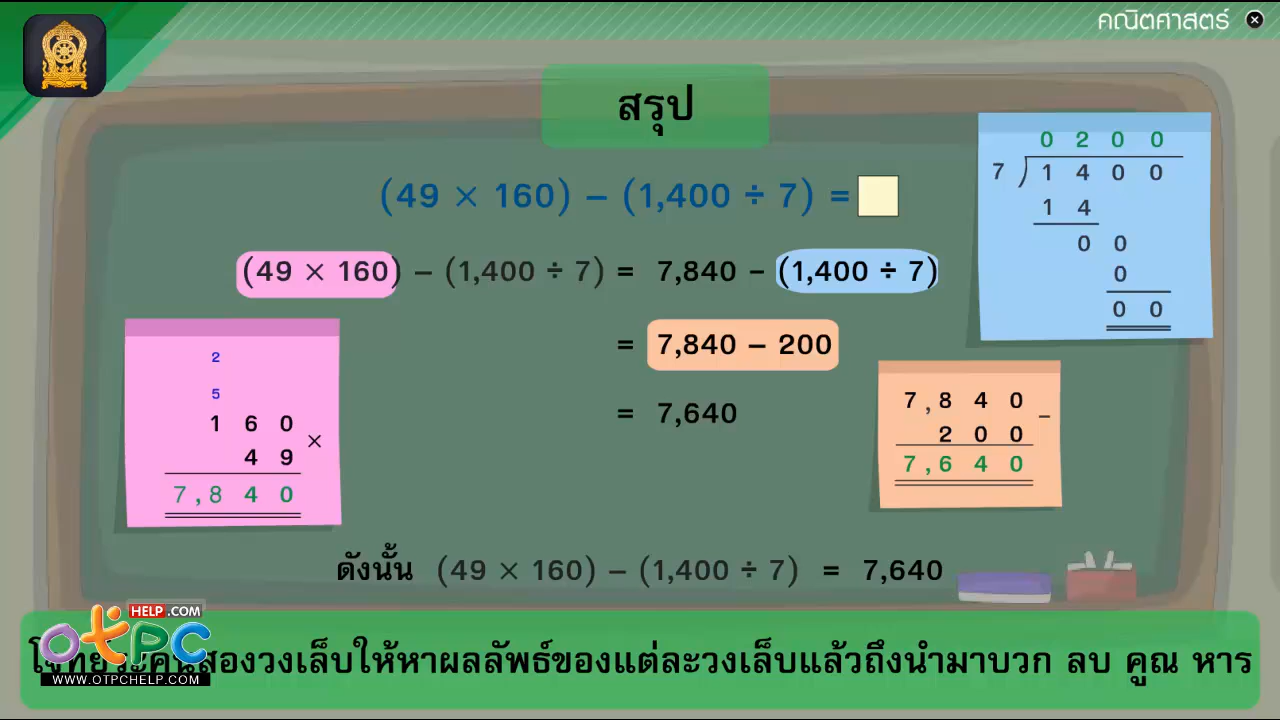 คณิตศาสตร์
สรุป
(49 × 160) – (1,400 ÷ 7) =
(49 × 160) – (1,400 ÷ 7) = 7,840 – (1,400 ÷ 7)
= 7,840 – 200
= 7,640
0 2 0 0
7 ) 1 4 0 0
1 4
0 0
0
0 0
2
5
1 6 0
×
4 9
7 , 8 4 0
7 , 8 4 0
–
2 0 0
7 , 6 4 0
ดังนั้น (49 × 160) – (1,400 ÷ 7) = 7,640
สองวงเล็บให้หาผลลัพธ์ของแต่ละวงเล็บแล้วถึงนำมาบวก ลบ คูณ หาร
HELP .COM
OTPC
WWW.OTPCHELP.COM